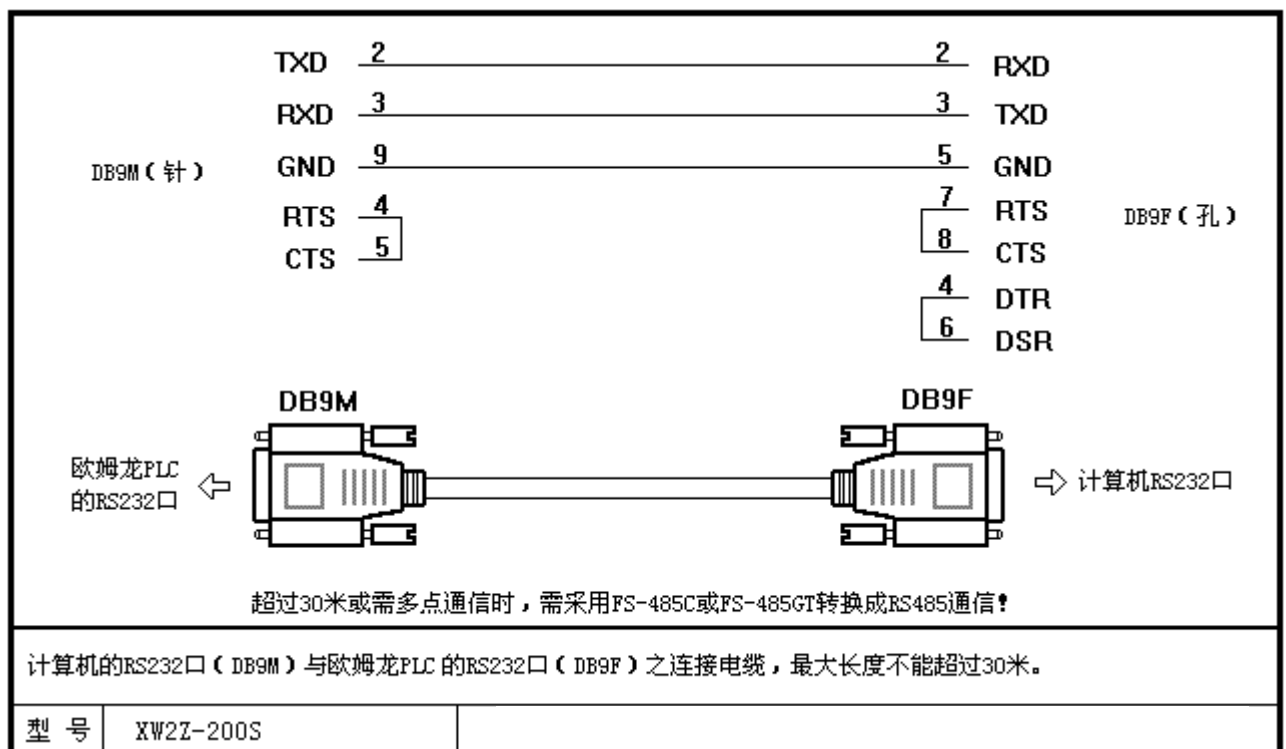 TXD 2 2 RXD
RXD 3 3 TXD
GND 9 5 GND
DB9M(针)
RTS 4 7 RTS
DB9F(孔)
CTS 5 8 CTS
4 DTR
6 DSR
DB9M DB9F
欧姆龙PLC
的RS232口
计算机RS232口
超过30米或需多点通信时,需采用FS-485C或FS-485GT转换成RS485通信!
计算机的RS232口(DB9M)与欧姆龙PLC的RS232口(DB9F)之连接电缆,最大长度不能超过30米。
型 号 XW2Z-200S